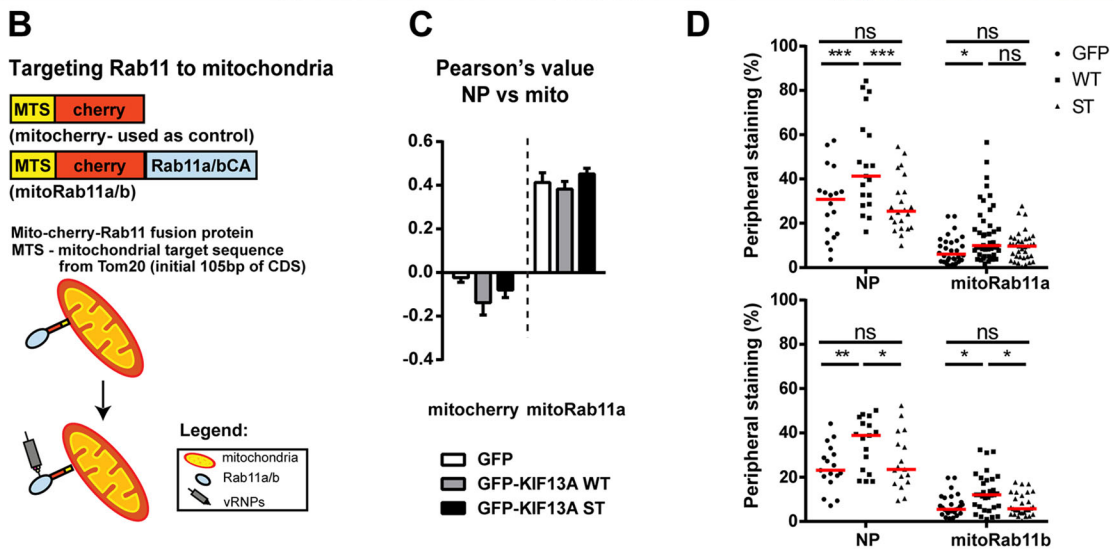 B
Targeting Rab11 to mitochondria
MTS cherry
(mitocherry- used as control)
MTS cherry Rab11a/bCA
(mitoRab11a/b)
Mito-cherry-Rab11 fusion protein
MTS - mitochondrial target sequence
from Tom20 (initial 105bp of CDS)
Legend:
mitochondria
Rab11a/b
vRNPs
C
Pearson's value
NP vs mito
0.6
0.4
0.2
0.0
-0.2
-0.4
mitocherry mitoRab11a
GFP
GFP-KIF13A WT
GFP-KIF13A ST
D
Peripheral staining (%)
100
80
60
40
20
0
ns
*** ***
ns
* ns
NP mitoRab11a
GFP
WT
ST
Peripheral staining (%)
100
80
60
40
20
0
ns
** *
ns
* *
NP mitoRab11b